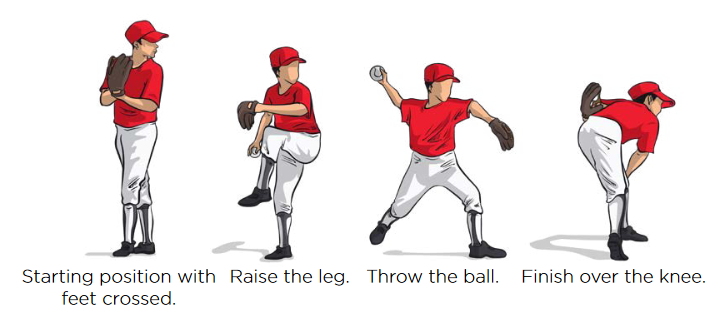 Starting position with feet crossed.
Raise the leg.
Throw the ball.
Finish over the knee.